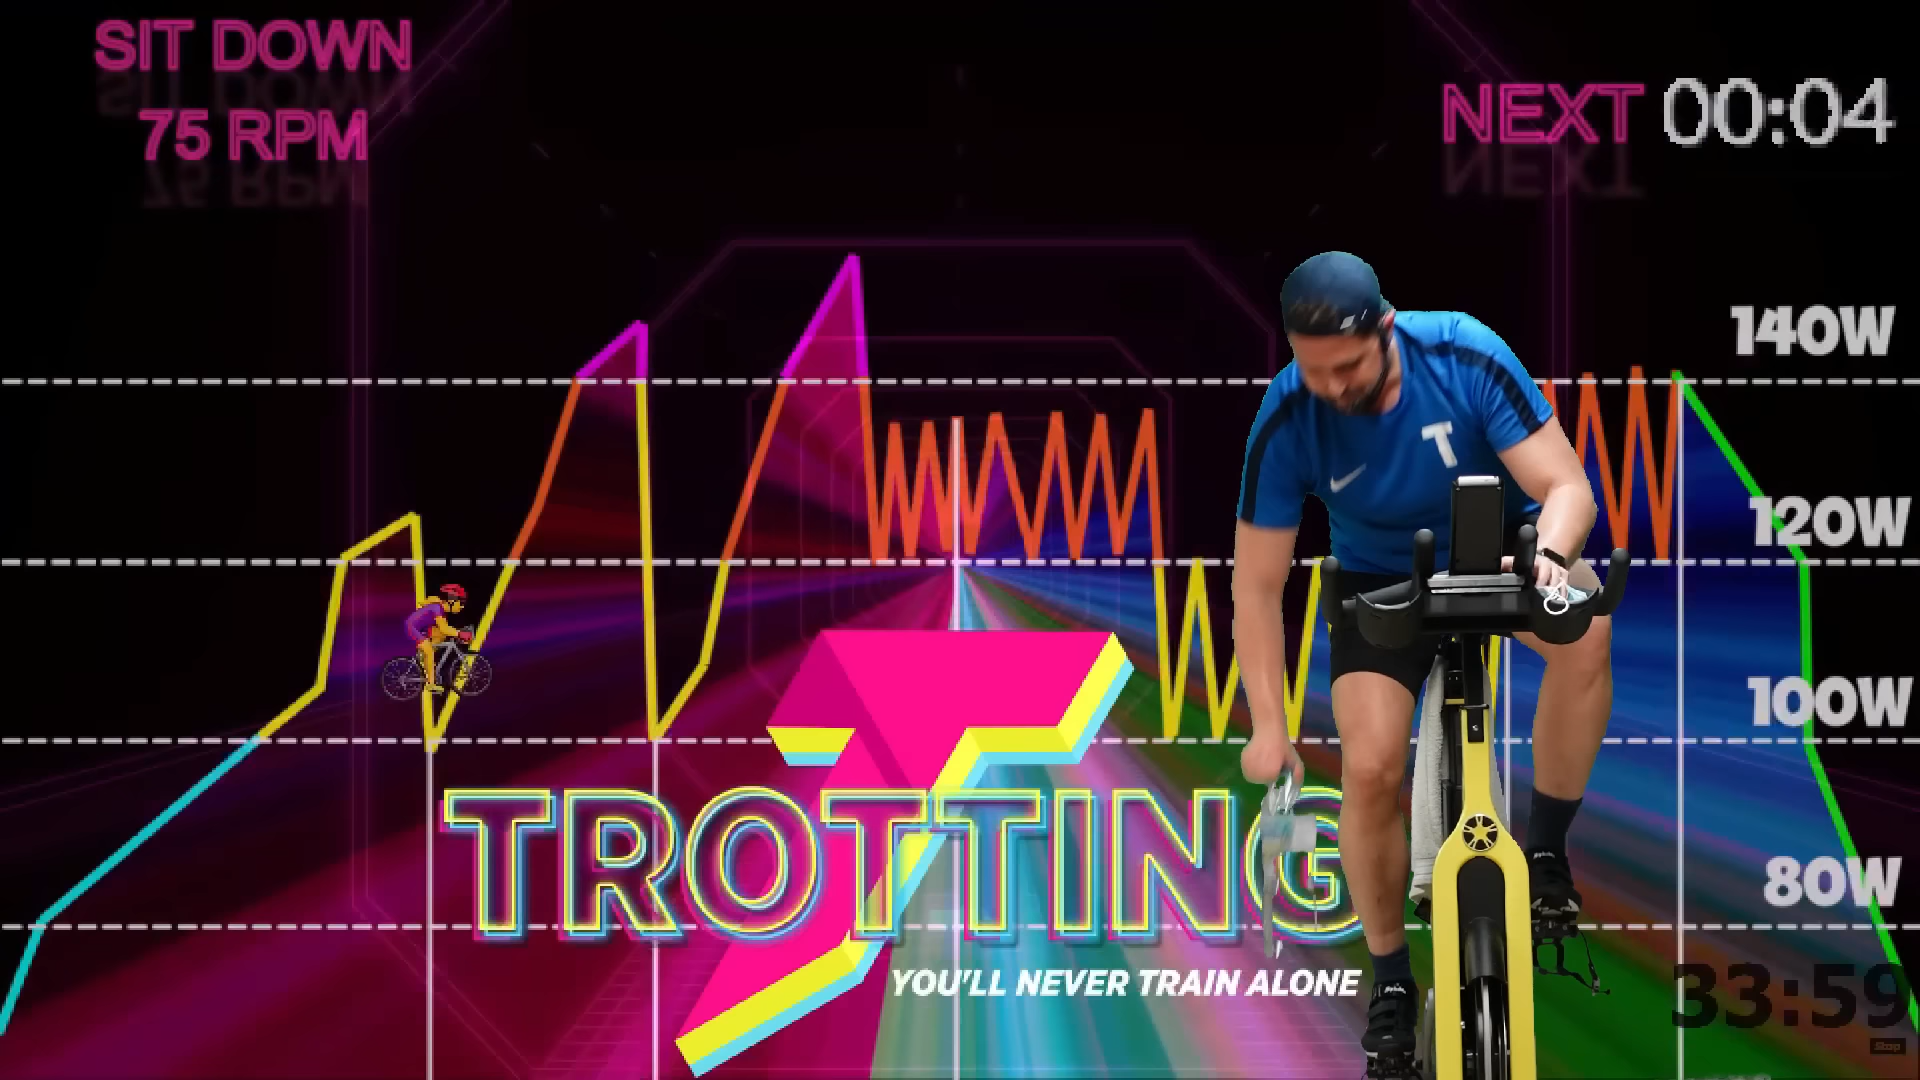 SIT DOWN
75 RPM
NEXT 00:04
140W
120W
100W
80W
T
TROTTING
YOU'LL NEVER TRAIN ALONE
33:59
Stop